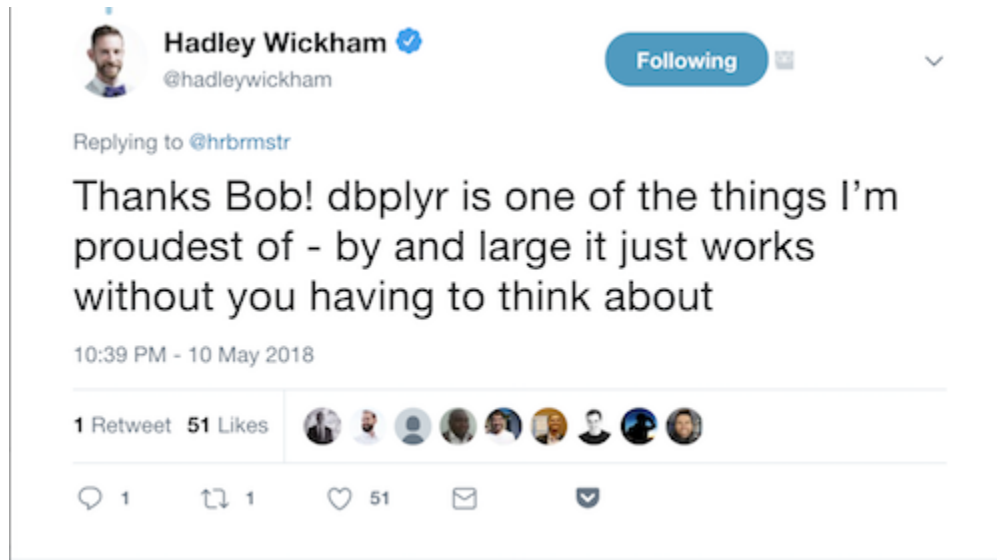 Hadley Wickham
@hadleywickham
Following
Replying to @hrbrmstr
Thanks Bob! dbplyr is one of the things I’m
proudest of - by and large it just works
without you having to think about
10:39 PM - 10 May 2018
1 Retweet 51 Likes
1 1 51